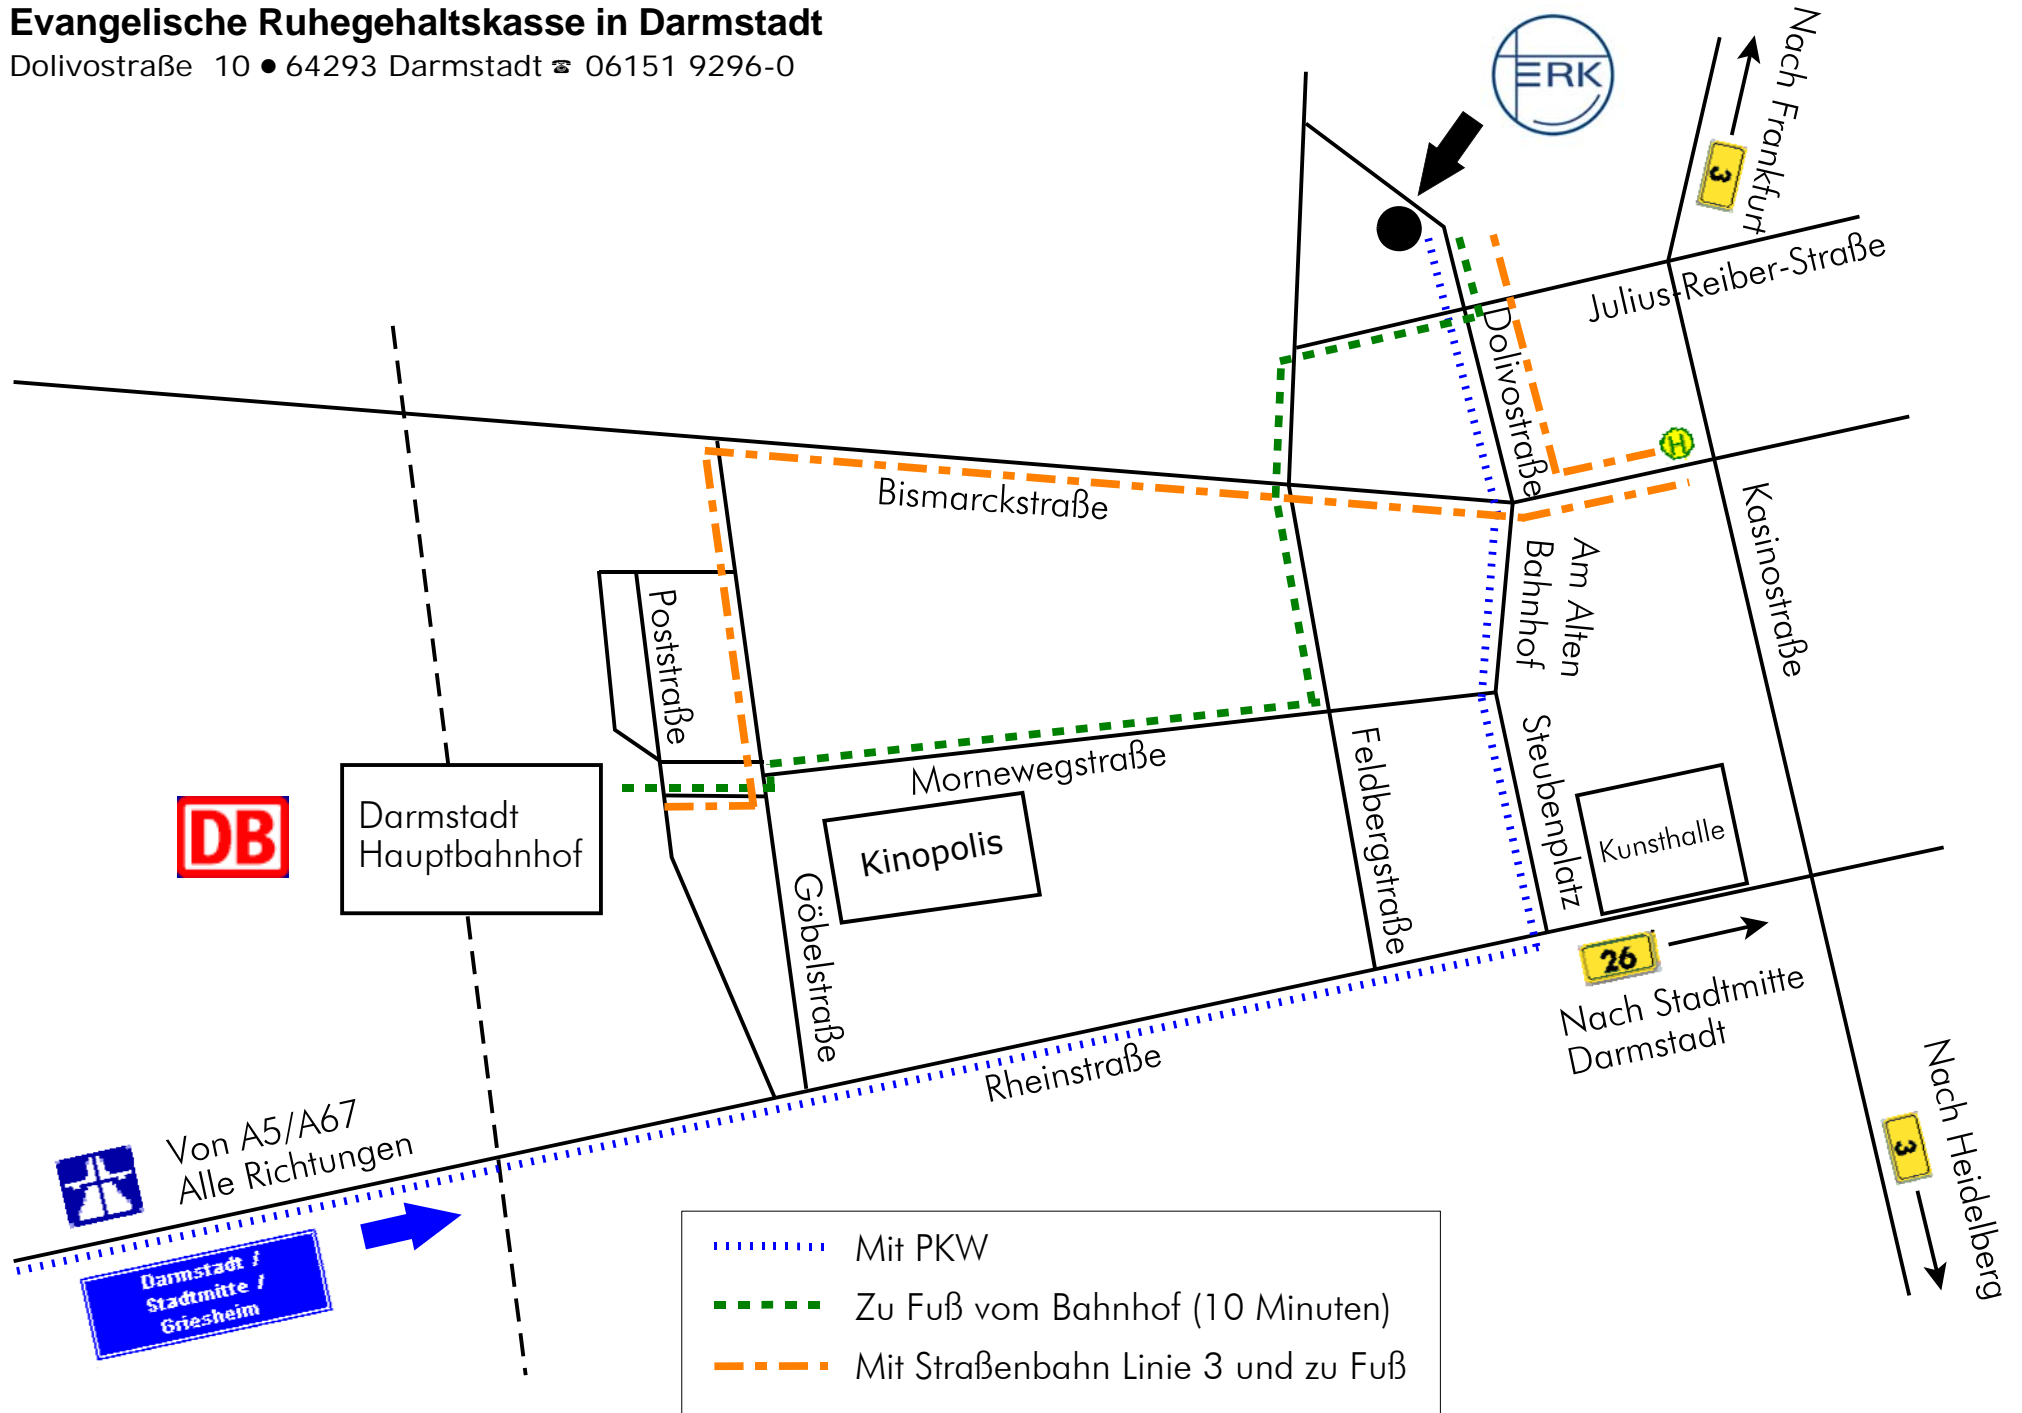 Evangelische Ruhegehaltskasse in Darmstadt
Dolivostraße 10 ● 64293 Darmstadt ☎ 06151 9296-0
ERK
Nach Frankfurt
3
Julius-Reiber-Straße
Dolivostraße
H
Bismarckstraße
Kasinostraße
Am Alten
Bahnhof
Poststraße
Steubenplatz
Mornewegstraße
Feldbergstraße
DB
Darmstadt
Hauptbahnhof
Kinopolis
Kunsthalle
Göbelstraße
26
Nach Stadtmitte
Darmstadt
Rheinstraße
Nach Heidelberg
3
Von A5/A67
Alle Richtungen
Darmstadt /
Stadtmitte /
Griesheim
Mit PKW
Zu Fuß vom Bahnhof (10 Minuten)
Mit Straßenbahn Linie 3 und zu Fuß